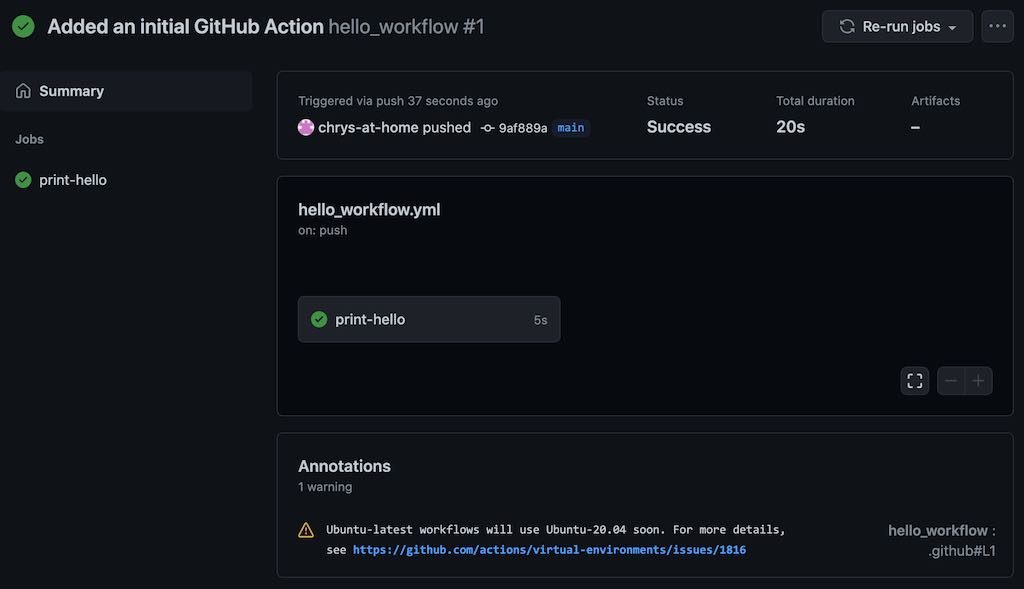 Added an initial GitHub Action hello_workflow #1
Re-run jobs
Summary
Jobs
print-hello
Triggered via push 37 seconds ago
chrys-at-home pushed 9af889a main
Status
Success
Total duration
20s
Artifacts
–
hello_workflow.yml
on: push
print-hello 5s
Annotations
1 warning
Ubuntu-latest workflows will use Ubuntu-20.04 soon. For more details,
see https://github.com/actions/virtual-environments/issues/1816
hello_workflow :
.github#L1